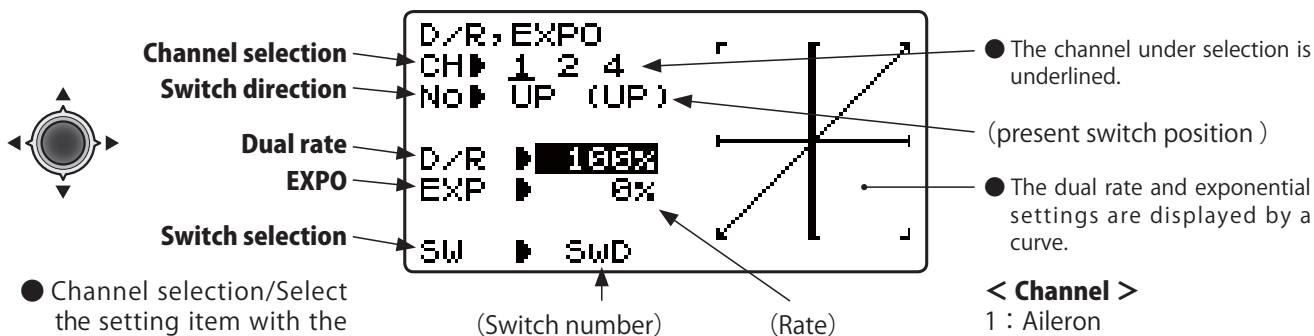 D/R, EXPO
Channel selection
CH▶ 1 2 4
● The channel under selection is
underlined.
Switch direction
No▶ UP (UP)
(present switch position )
Dual rate
D/R ▶ 100%
EXPO
EXP ▶ 0%
● The dual rate and exponential
settings are displayed by a
curve.
Switch selection
SW ▶ SwD
● Channel selection/Select
the setting item with the
(Switch number)
(Rate)
< Channel >
1 : Aileron